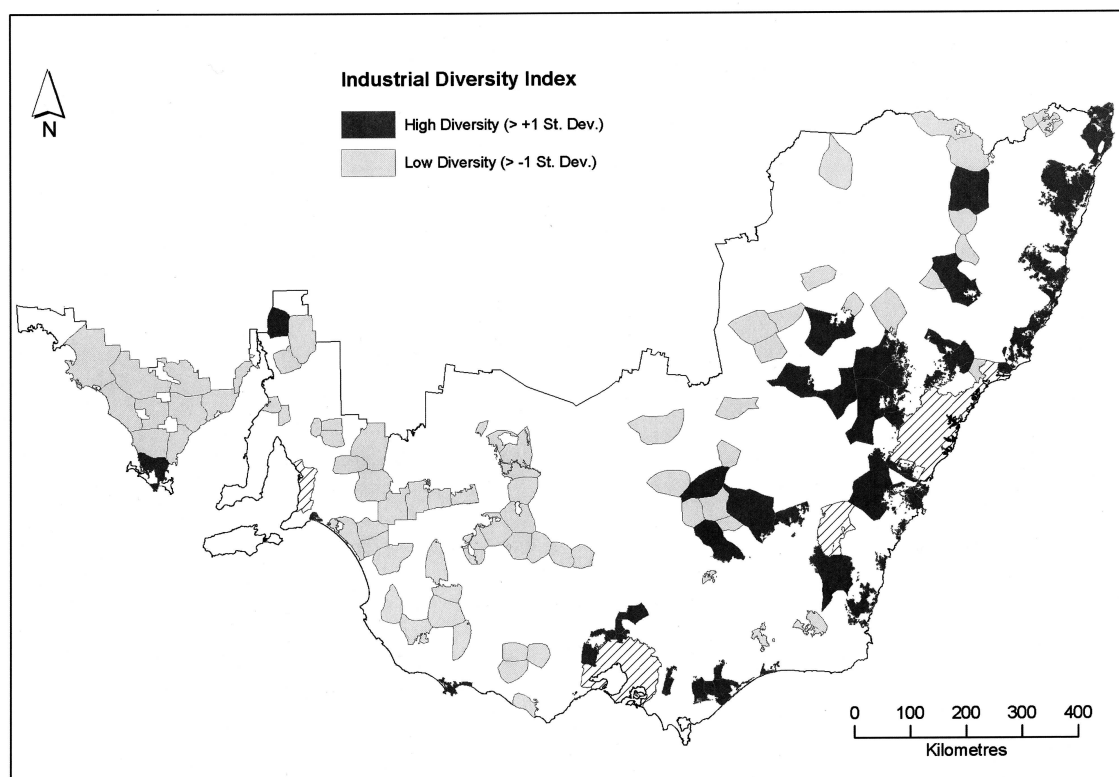 Industrial Diversity Index
N
High Diversity (> +1 St. Dev.)
Low Diversity (> -1 St. Dev.)
0 100 200 300 400
Kilometres